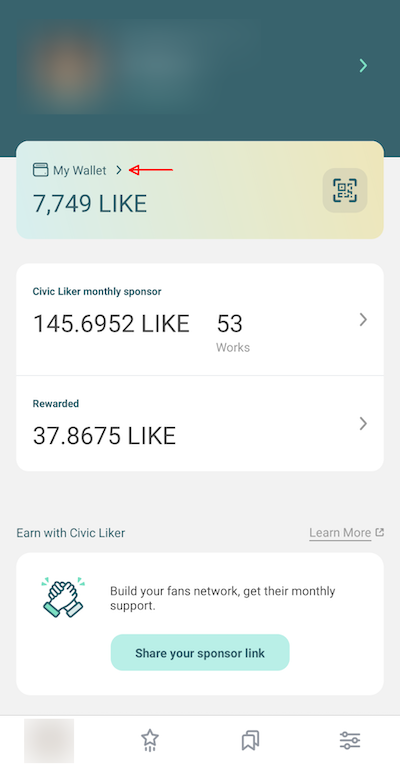 My Wallet
7,749 LIKE
Civic Liker monthly sponsor
145.6952 LIKE 53
Works
Rewarded
37.8675 LIKE
Earn with Civic Liker Learn More
Build your fans network, get their monthly
support.
Share your sponsor link